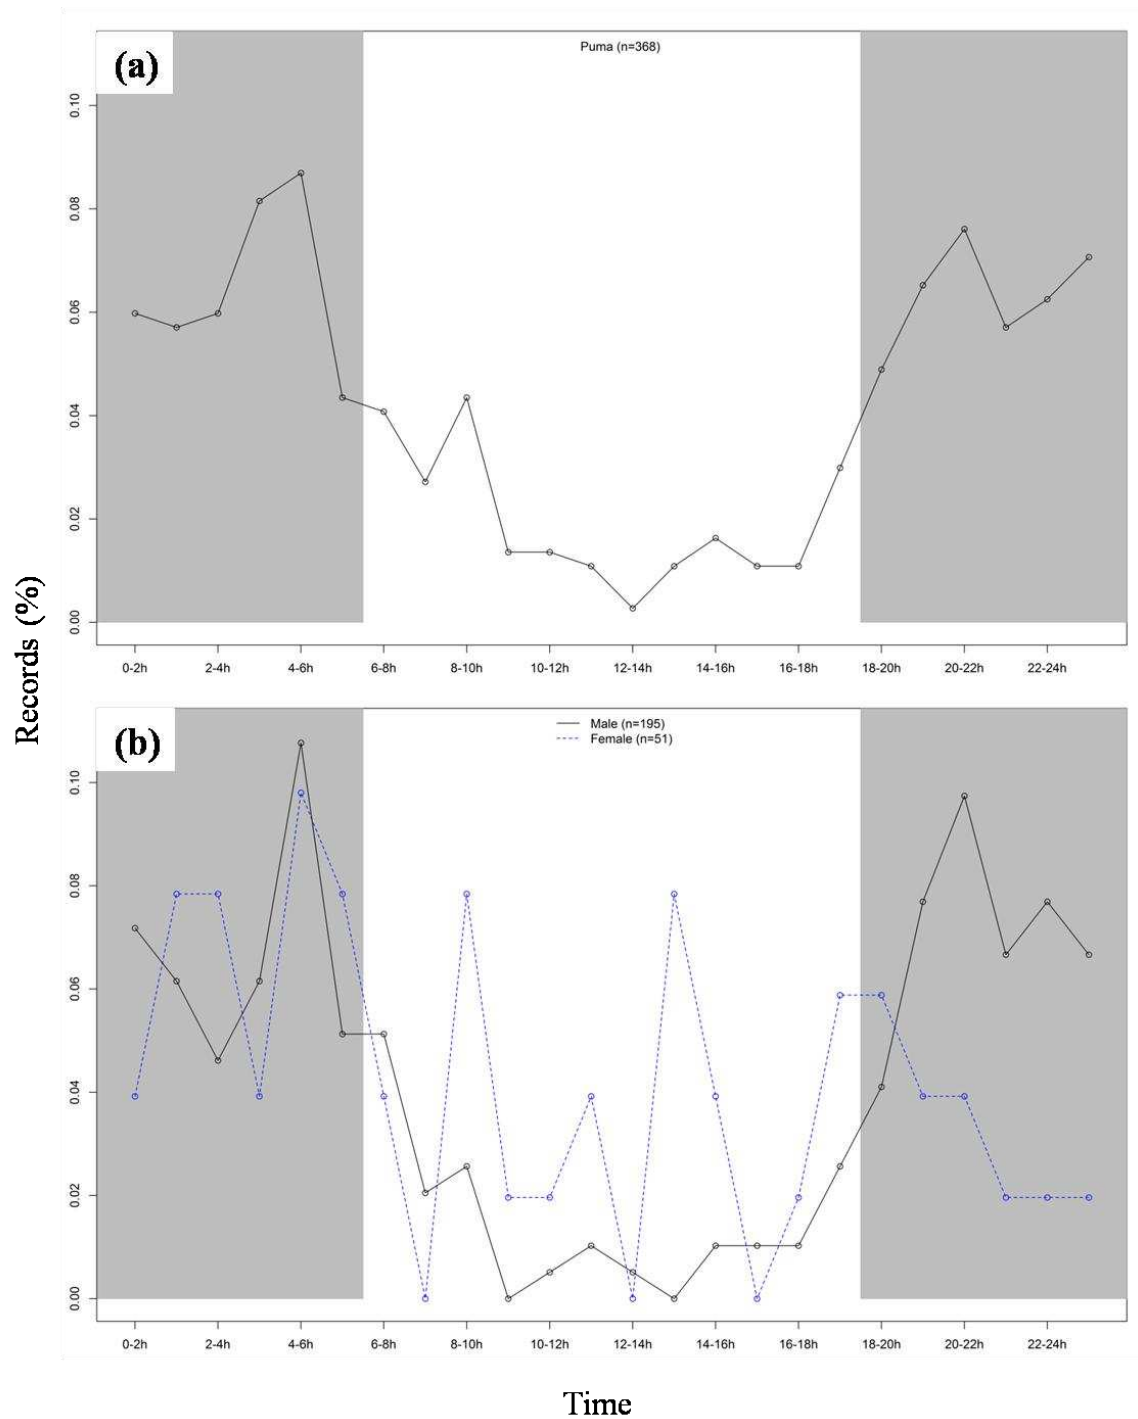 (a)
Puma (n=368)
0.10
0.08
0.06
0.04
0.02
0.00
0-2h 2-4h 4-6h 6-8h 8-10h 10-12h 12-14h 14-16h 16-18h 18-20h 20-22h 22-24h
Records (%)
(b)
Male (n=195)
Female (n=51)
0.10
0.08
0.06
0.04
0.02
0.00
0-2h 2-4h 4-6h 6-8h 8-10h 10-12h 12-14h 14-16h 16-18h 18-20h 20-22h 22-24h
Time